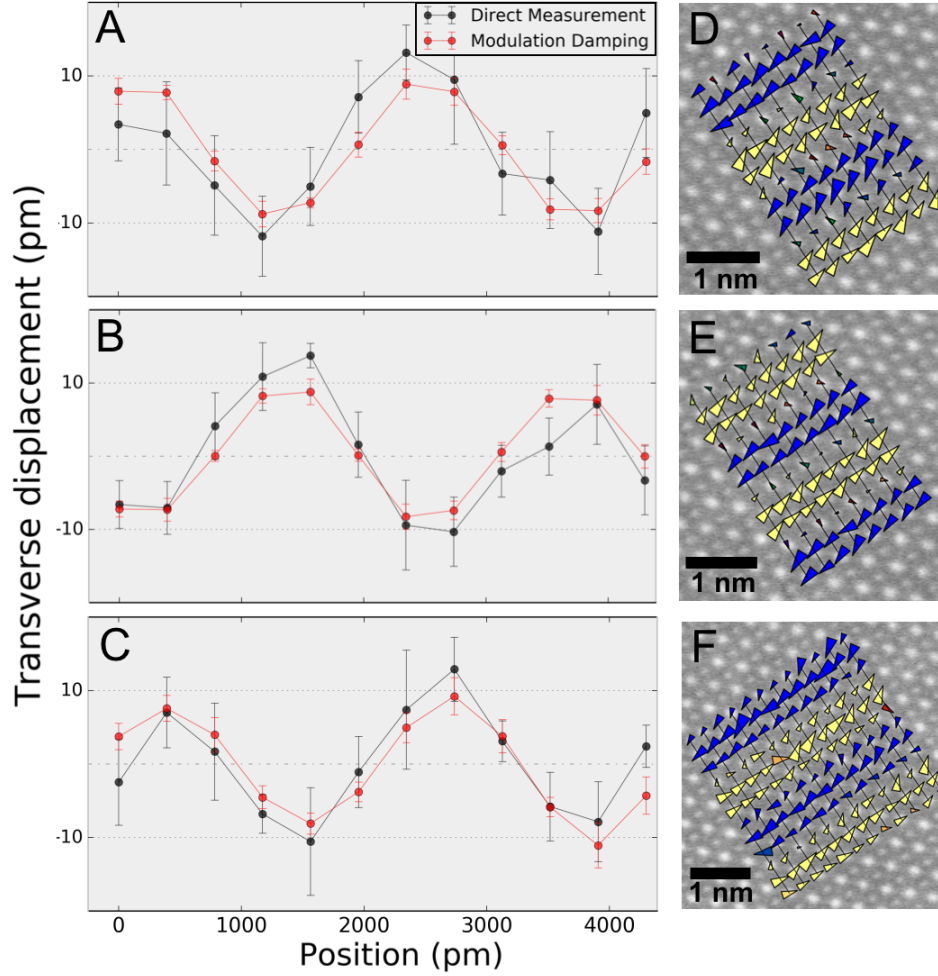 A
Direct Measurement
Modulation Damping
10
-10
B
10
-10
C
10
-10
0
1000
2000
3000
4000
Transverse displacement (pm)
Position (pm)
D
1 nm
E
1 nm
F
1 nm